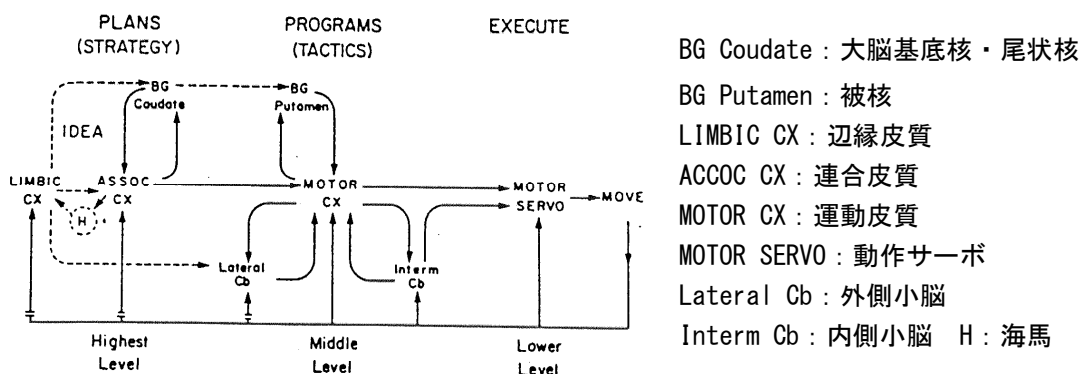 PLANS
(STRATEGY)
PROGRAMS
(TACTICS)
EXECUTE
BG
Coudate
BG
Putamen
IDEA
LIMBIC
CX
ASSOC
CX
H
MOTOR
CX
MOTOR
SERVO
MOVE
Lateral
Cb
Interm
Cb
Highest
Level
Middle
Level
Lower
Level
BG Coudate：大脳基底核・尾状核
BG Putamen：被核
LIMBIC CX：辺縁皮質
ACCOC CX：連合皮質
MOTOR CX：運動皮質
MOTOR SERVO：動作サーボ
Lateral Cb：外側小脳
Interm Cb：内側小脳　H：海馬